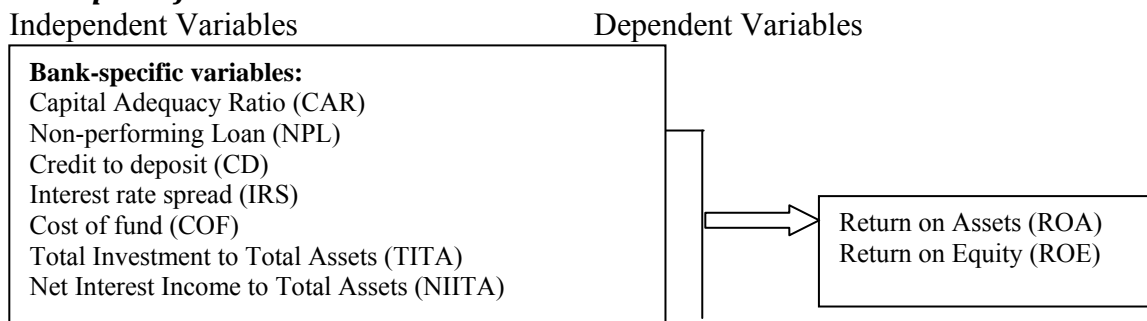 Independent Variables
Dependent Variables
Bank-specific variables:
Capital Adequacy Ratio (CAR)
Non-performing Loan (NPL)
Credit to deposit (CD)
Interest rate spread (IRS)
Cost of fund (COF)
Total Investment to Total Assets (TITA)
Net Interest Income to Total Assets (NIITA)
Return on Assets (ROA)
Return on Equity (ROE)